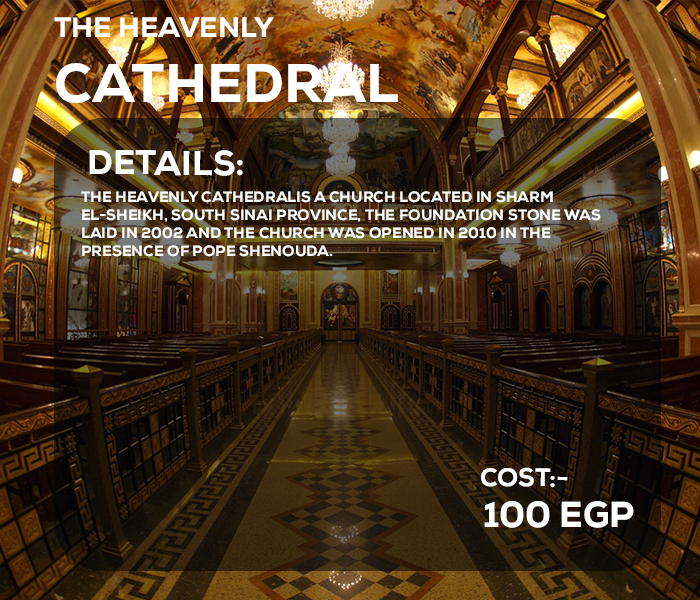 THE HEAVENLY
CATHEDRAL
DETAILS:
THE HEAVENLY CATHEDRALIS A CHURCH LOCATED IN SHARM
EL-SHEIKH, SOUTH SINAI PROVINCE, THE FOUNDATION STONE WAS
LAID IN 2002 AND THE CHURCH WAS OPENED IN 2010 IN THE
PRESENCE OF POPE SHENOUDA.
COST:-
100 EGP